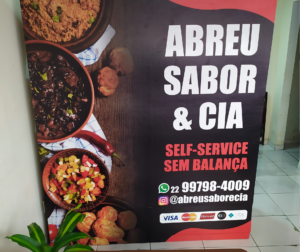 ABREU
SABOR
& CIA
SELF-SERVICE
SEM BALANÇA
22 99798-4009
@abreusaborecia
VISA